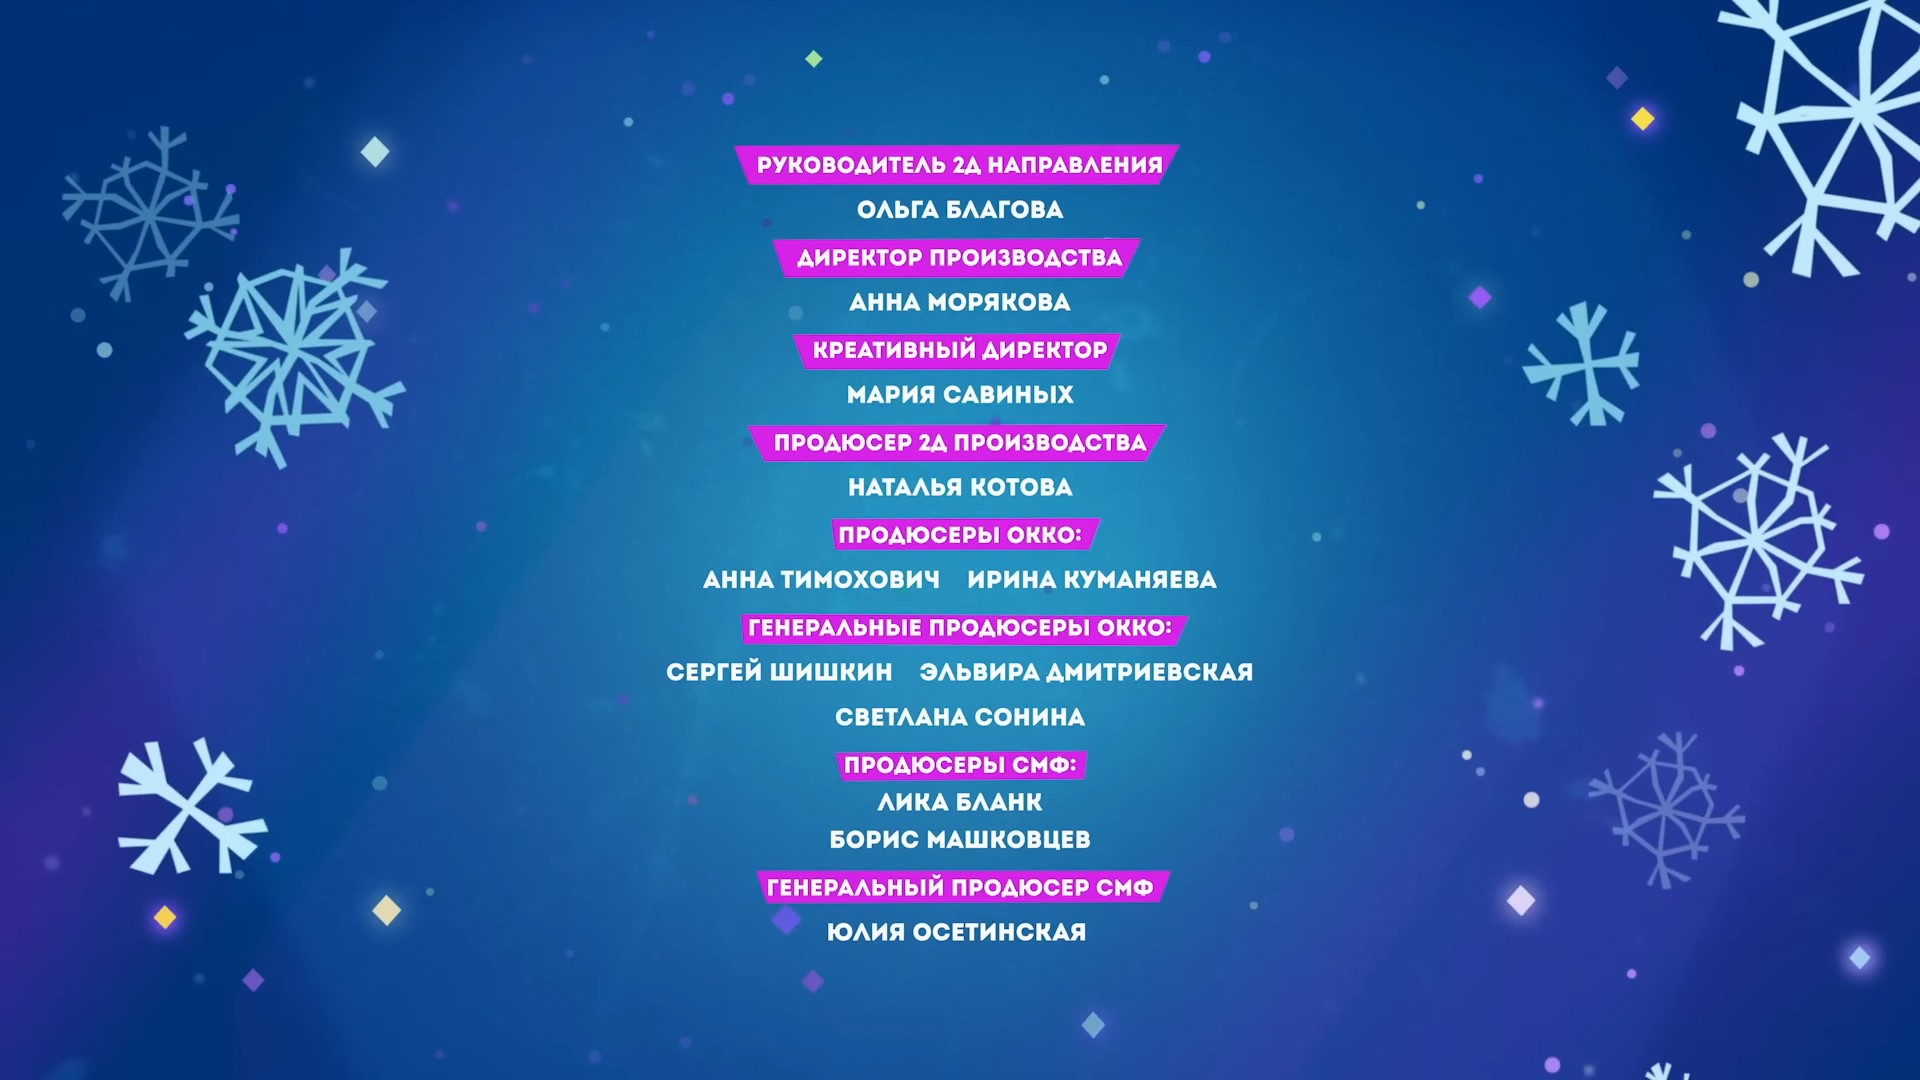 РУКОВОДИТЕЛЬ 2Д НАПРАВЛЕНИЯ
ОЛЬГА БЛАГОВА
ДИРЕКТОР ПРОИЗВОДСТВА
АННА МОРЯКОВА
КРЕАТИВНЫЙ ДИРЕКТОР
МАРИЯ САВИНЫХ
ПРОДЮСЕР 2Д ПРОИЗВОДСТВА
НАТАЛЬЯ КОТОВА
ПРОДЮСЕРЫ ОККО:
АННА ТИМОХОВИЧ ИРИНА КУМАНЯЕВА
ГЕНЕРАЛЬНЫЕ ПРОДЮСЕРЫ ОККО:
СЕРГЕЙ ШИШКИН ЭЛЬВИРА ДМИТРИЕВСКАЯ
СВЕТЛАНА СОНИНА
ПРОДЮСЕРЫ СМФ:
ЛИКА БЛАНК
БОРИС МАШКОВЦЕВ
ГЕНЕРАЛЬНЫЙ ПРОДЮСЕР СМФ
ЮЛИЯ ОСЕТИНСКАЯ